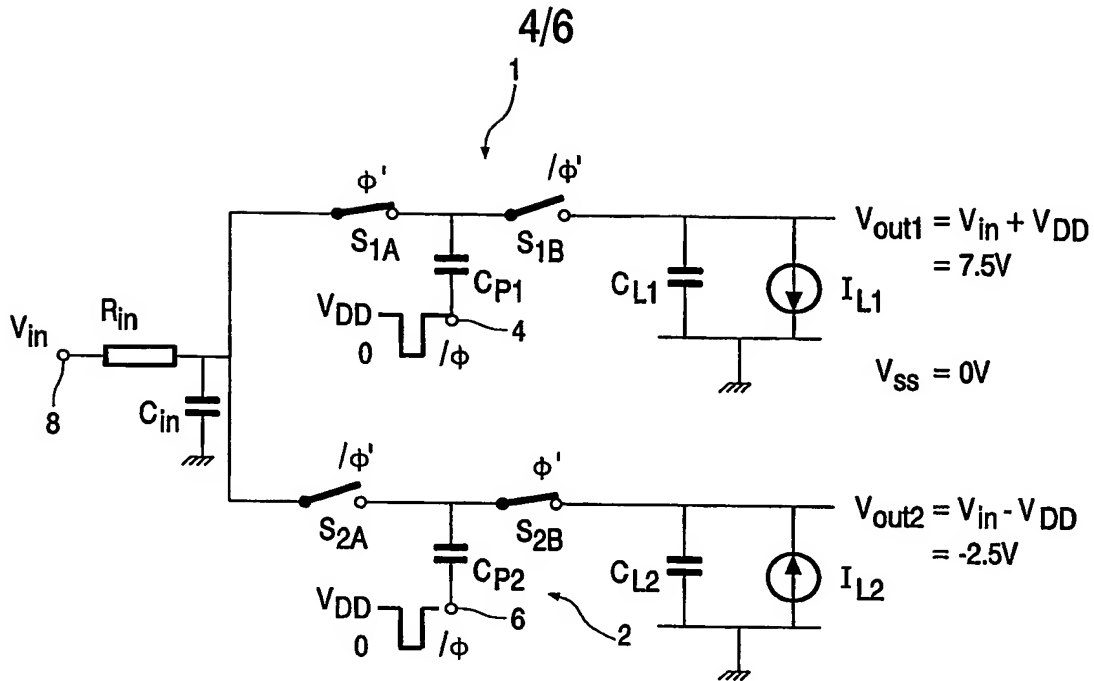 4/6
1
ϕ'
/ϕ'
S1A
S1B
CP1
VDD
0
/ϕ
4
CL1
IL1
Vout1 = Vin + VDD
= 7.5V
Vss = 0V
Vin
Rin
8
Cin
/ϕ'
ϕ'
S2A
S2B
CP2
VDD
0
/ϕ
6
2
CL2
IL2
Vout2 = Vin - VDD
= -2.5V